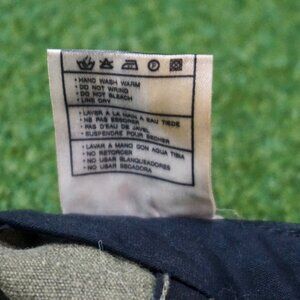 • HAND WASH WARM
• DO NOT WRING
• DO NOT BLEACH
• LINE DRY
• LAVER A LA MAIN A EAU TIEDE
• NE PAS ESSORER
• PAS D'EAU DE JAVEL
• SUSPENDRE POUR SECHER
• LAVAR A MANO CON AGUA TIBIA
• NO RETORCER
• NO USAR BLANQUEADORES
• NO USAR SECADORA